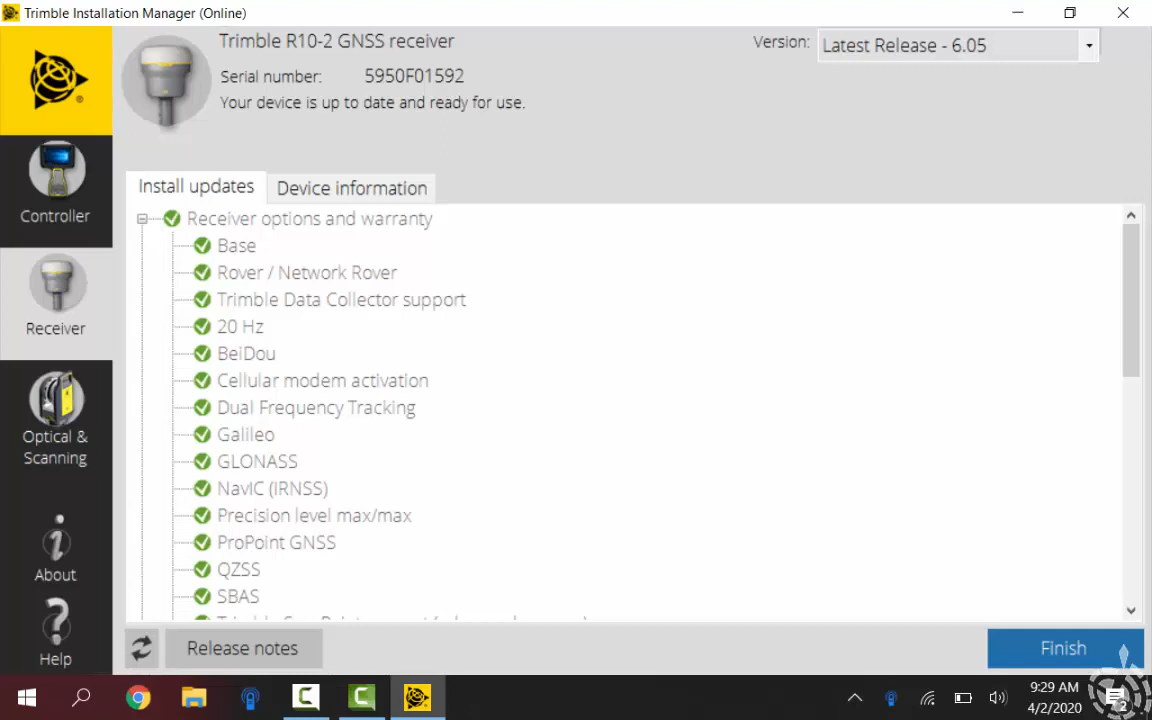 Trimble Installation Manager (Online)
Trimble R10-2 GNSS receiver
Version:
Latest Release - 6.05
Serial number:
5950F01592
Your device is up to date and ready for use.
Controller
Receiver
Optical &
Scanning
About
Help
Install updates
Device information
Receiver options and warranty
Base
Rover / Network Rover
Trimble Data Collector support
20 Hz
BeiDou
Cellular modem activation
Dual Frequency Tracking
Galileo
GLONASS
NavIC (IRNSS)
Precision level max/max
ProPoint GNSS
QZSS
SBAS
Release notes
Finish
9:29 AM
4/2/2020
2